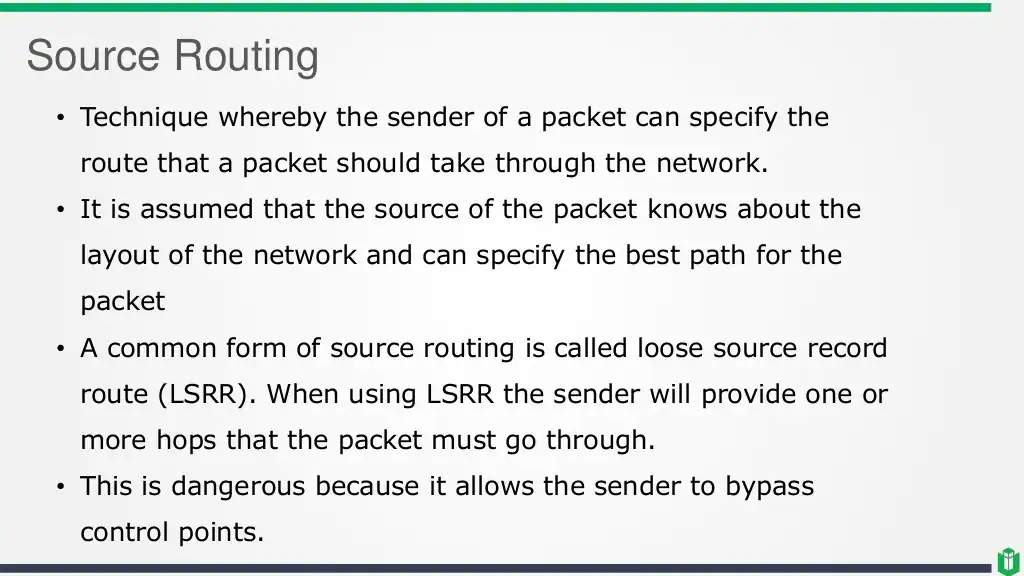 Source Routing
• Technique whereby the sender of a packet can specify the
route that a packet should take through the network.
• It is assumed that the source of the packet knows about the
layout of the network and can specify the best path for the
packet
• A common form of source routing is called loose source record
route (LSRR). When using LSRR the sender will provide one or
more hops that the packet must go through.
• This is dangerous because it allows the sender to bypass
control points.